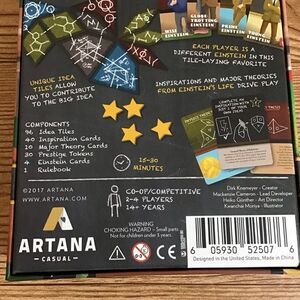 WISE
EINSTEIN
GLOBE-
TROTTING
EINSTEIN
PRIME
EINSTEIN
YOUNG
EINSTEIN
EACH PLAYER IS A
DIFFERENT EINSTEIN IN THIS
TILE-LAYING FAVORITE
UNIQUE IDEA
TILES ALLOW
YOU TO CONTRIBUTE
TO THE BIG IDEA
INSPIRATIONS AND MAJOR THEORIES
FROM EINSTEIN'S LIFE DRIVE PLAY
COMPONENTS
96 Idea Tiles
40 Inspiration Cards
10 Major Theory Cards
30 Prestige Tokens
4 Einstein Cards
1 Rulebook
15-30
MINUTES
©2017 ARTANA
WWW.ARTANA.COM
CO-OP/COMPETITIVE
2-4 PLAYERS
14+ YEARS
Dirk Knemeyer - Creator
Mackenzie Cameron - Lead Developer
Heiko Günther - Art Director
Kwanchai Moriya - Illustrator
ARTANA
CASUAL
WARNING
CHOKING HAZARD - Small parts
Not for children under 3 years.
6 05930 52507 6
Designed in the United States, Made in China